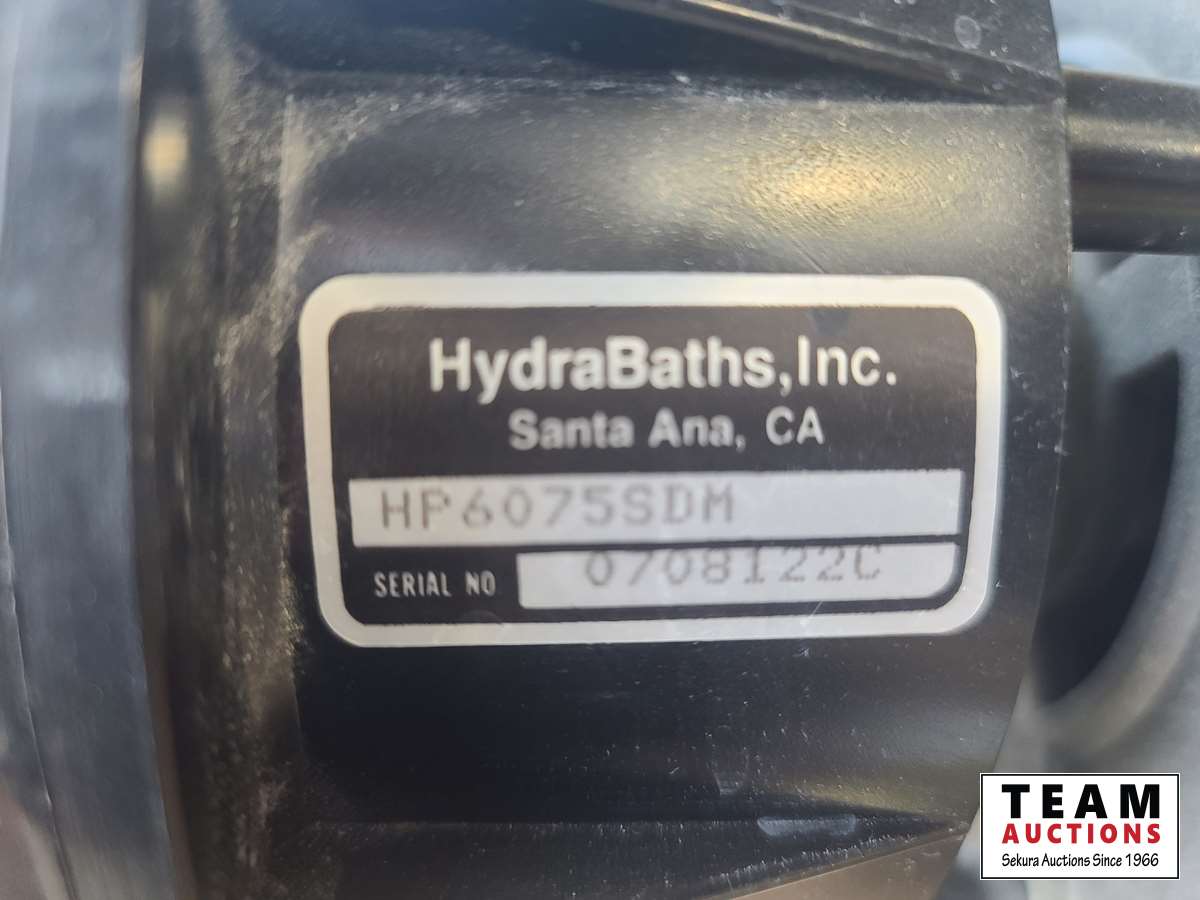 HydraBaths,Inc.
Santa Ana, CA
HP6075SDM
SERIAL NO 0708122C
TEAM
AUCTIONS
Sekura Auctions Since 1966